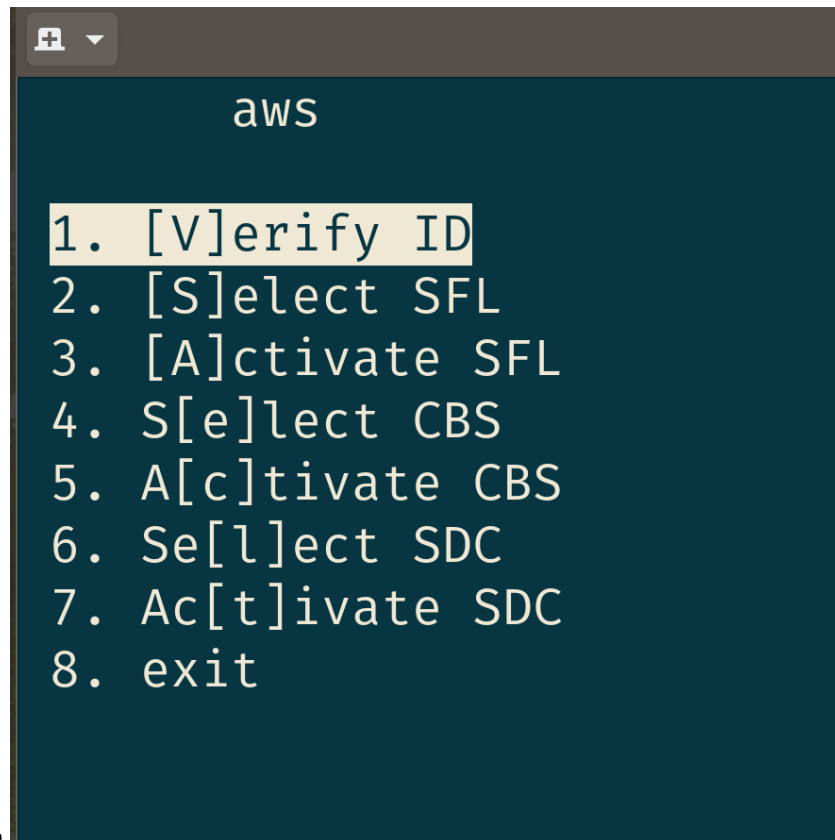 aws
1. [V]erify ID
2. [S]elect SFL
3. [A]ctivate SFL
4. S[e]lect CBS
5. A[c]tivate CBS
6. Se[l]ect SDC
7. Ac[t]ivate SDC
8. exit